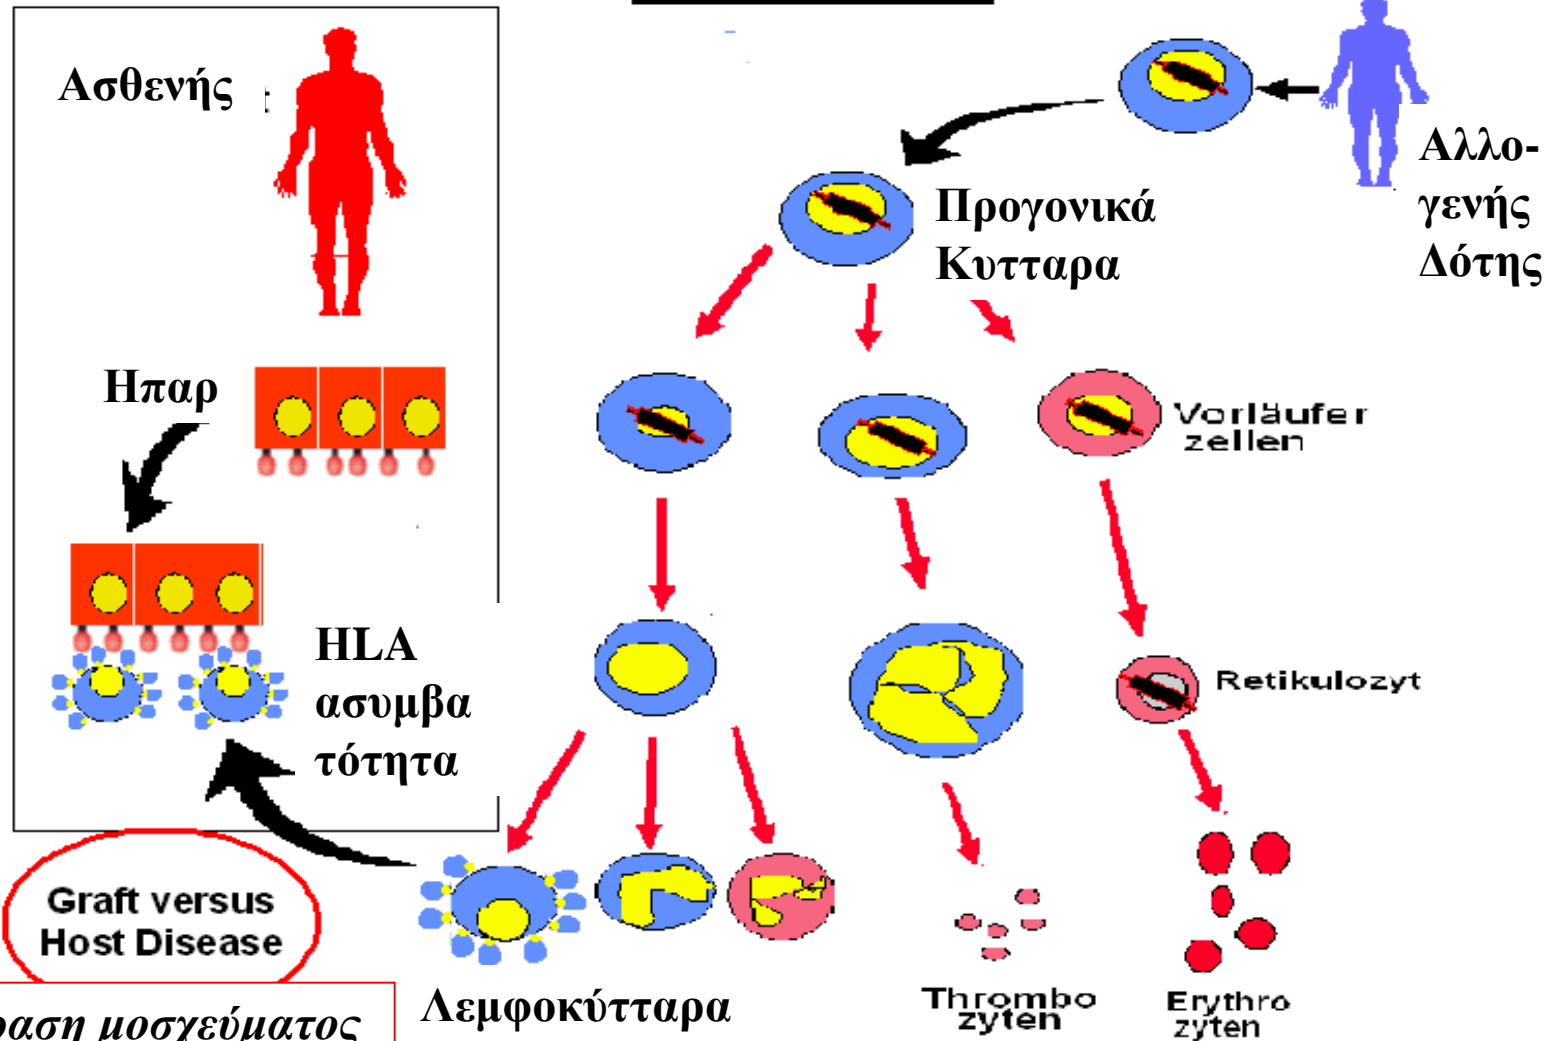 Ασθενής
Αλλο-
γενής
Δότης
Προγονικά
Κυτταρα
Ηπαρ
Vorläufer
zellen
HLA
ασυμβα
τότητα
Retikulozyt
Graft versus
Host Disease
μοσχεύματος
Λεμφοκύτταρα
Thrombo
zyten
Erythro
zyten